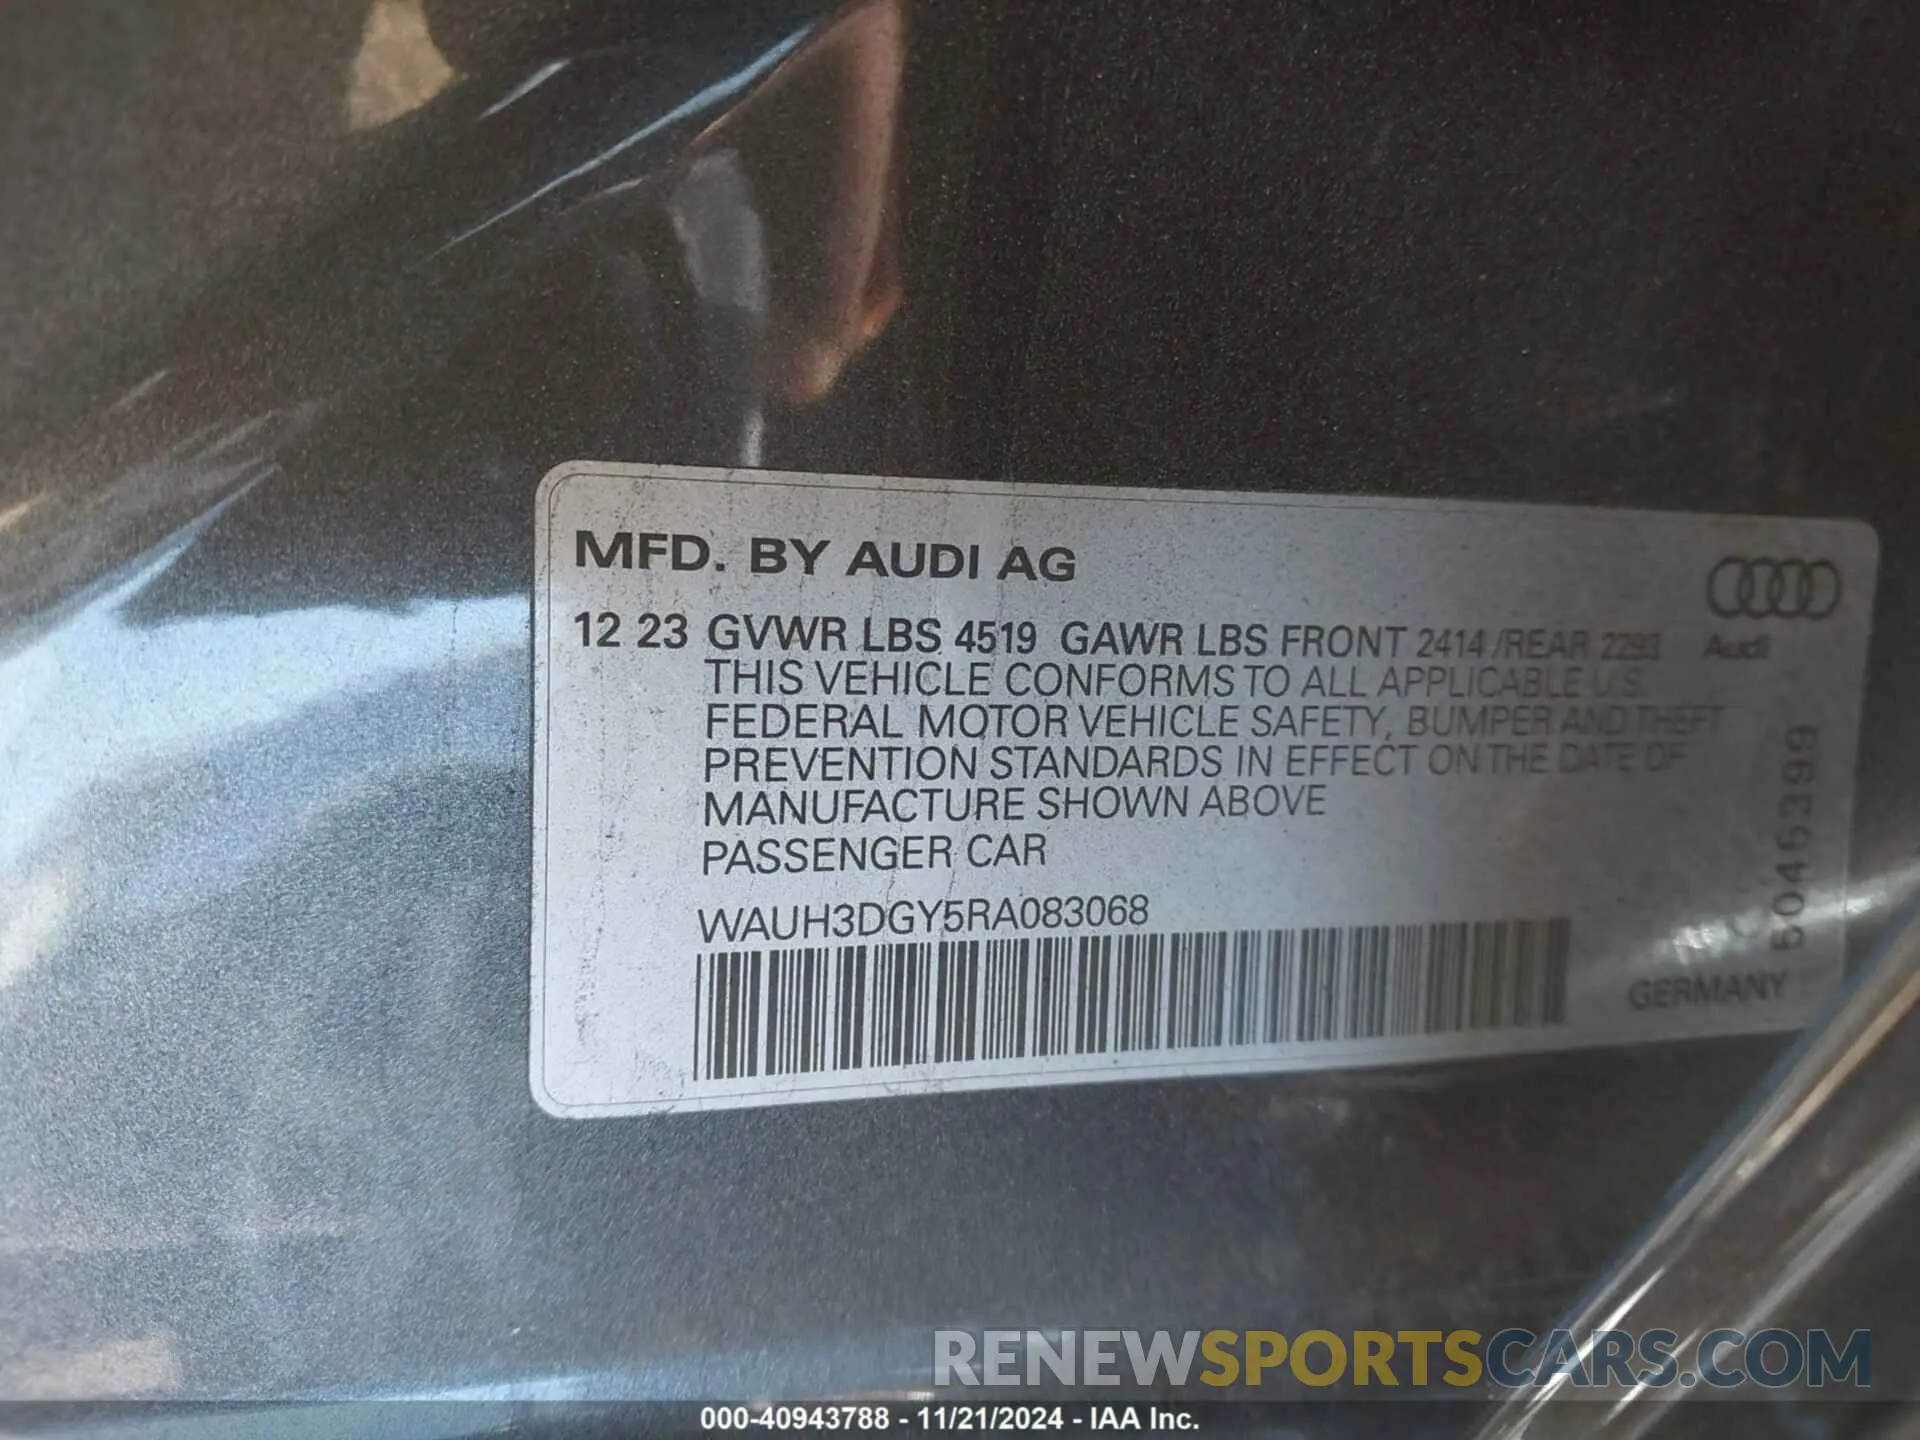 MFD. BY AUDI AG
12 23 GVWR LBS 4519 GAWR LBS FRONT 2414 /REAR 2293
Audi
THIS VEHICLE CONFORMS TO ALL APPLICABLE U.S.
FEDERAL MOTOR VEHICLE SAFETY, BUMPER AND THEFT
PREVENTION STANDARDS IN EFFECT ON THE DATE OF
MANUFACTURE SHOWN ABOVE
PASSENGER CAR
WAUH3DGY5RA083068
GERMANY
RENEWSPORTSCARS.COM
000-40943788 - 11/21/2024 - IAA Inc.